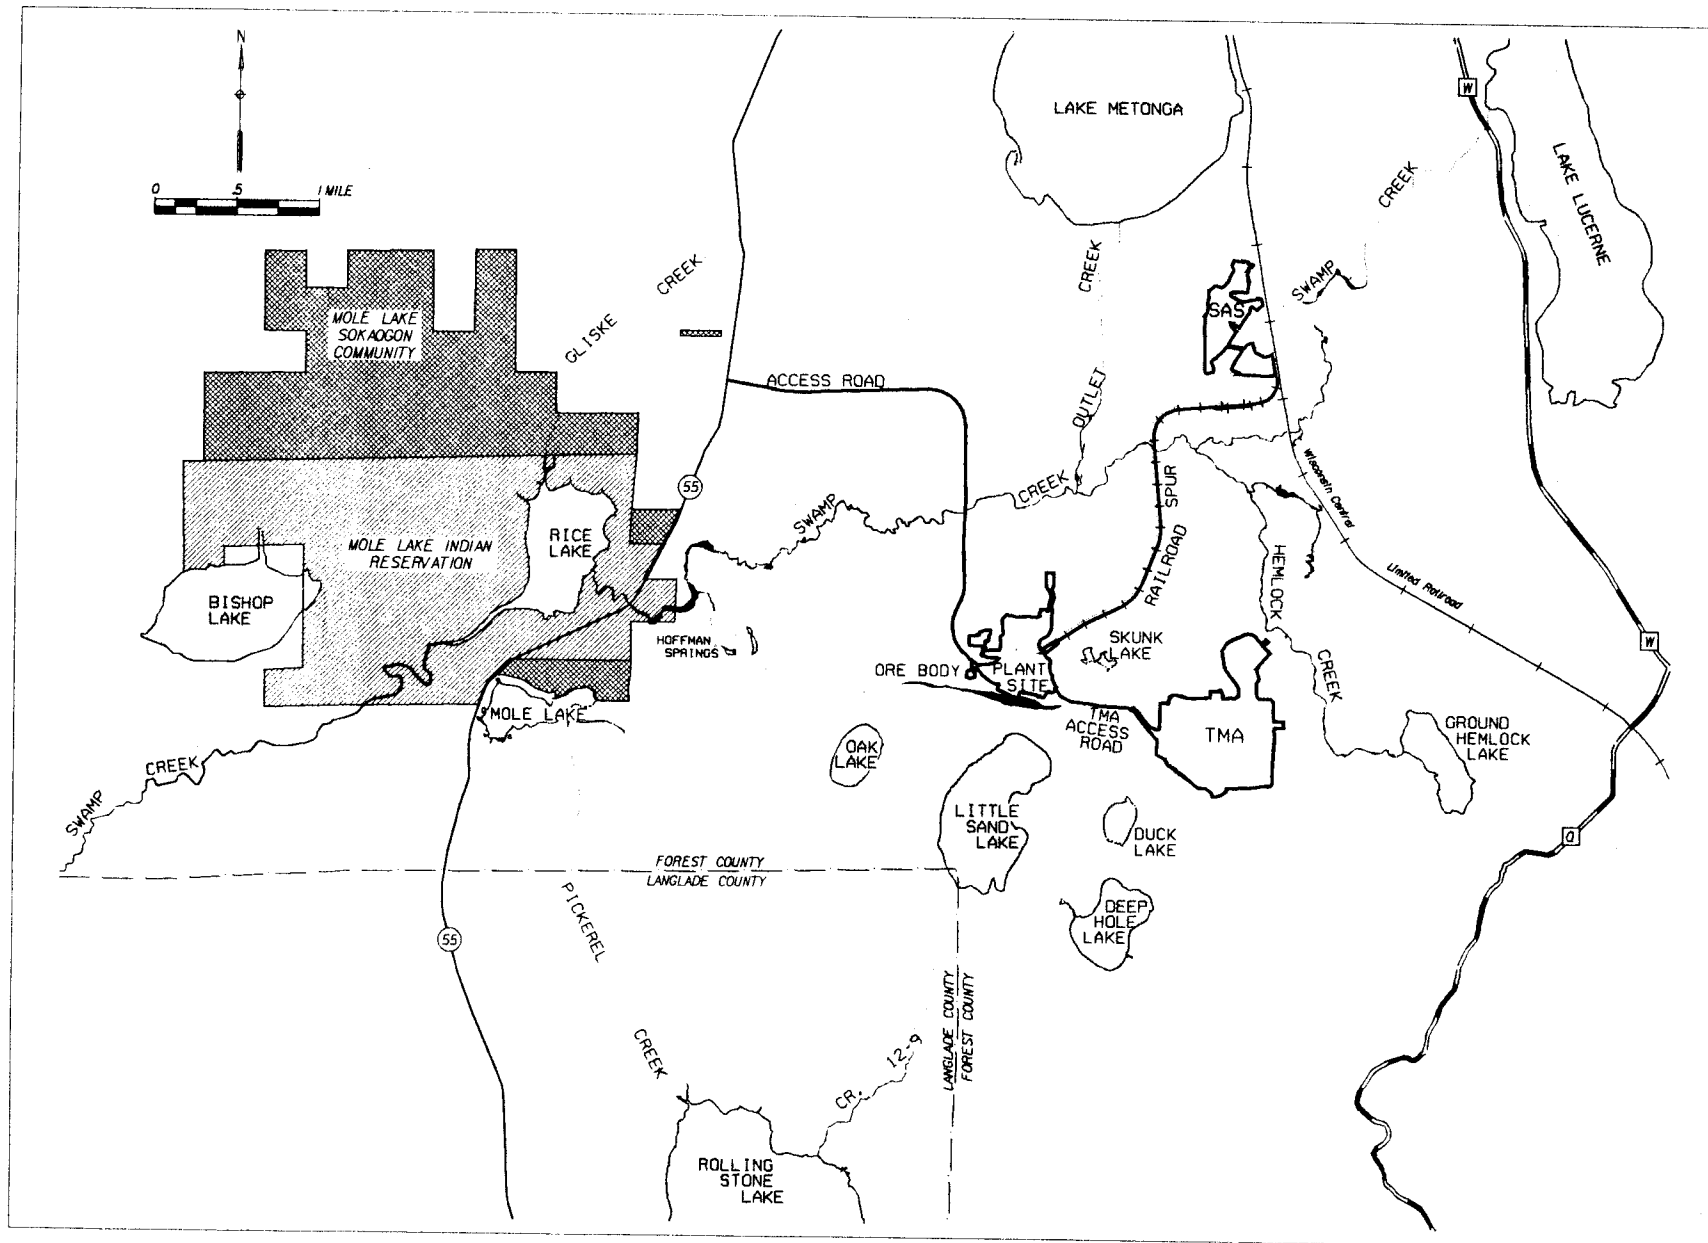 N
0 .5 1 MILE
LAKE METONGA
W
LAKE LUCERNE
CREEK
SWAMP
CREEK
OUTLET
SAS
CREEK
GLISKE
MOLE LAKE
SOKAOGON
COMMUNITY
ACCESS ROAD
55
Wisconsin Central
Limited Railroad
SPUR
RAILROAD
CREEK
SWAMP
RICE
LAKE
MOLE LAKE INDIAN
RESERVATION
BISHOP
LAKE
HOFFMAN
SPRINGS
HEMLOCK
CREEK
SKUNK
LAKE
W
ORE BODY
PLANT
SITE
MOLE LAKE
TMA
ACCESS
ROAD
TMA
GROUND
HEMLOCK
LAKE
OAK
LAKE
CREEK
SWAMP
LITTLE
SAND
LAKE
DUCK
LAKE
Q
FOREST COUNTY
LANGLADE COUNTY
PICKEREL
CREEK
DEEP
HOLE
LAKE
55
LANGLADE COUNTY
FOREST COUNTY
CR. 12-9
ROLLING
STONE
LAKE